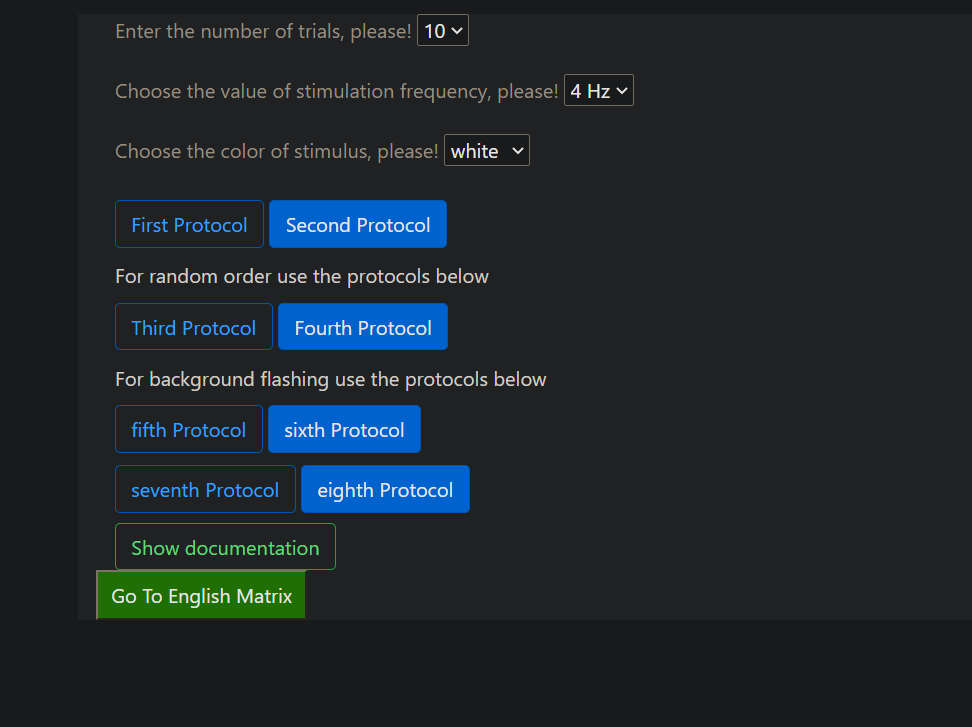 Enter the number of trials, please! 10
Choose the value of stimulation frequency, please! 4 Hz
Choose the color of stimulus, please! white
First Protocol Second Protocol
For random order use the protocols below
Third Protocol Fourth Protocol
For background flashing use the protocols below
fifth Protocol sixth Protocol
seventh Protocol eighth Protocol
Show documentation
Go To English Matrix